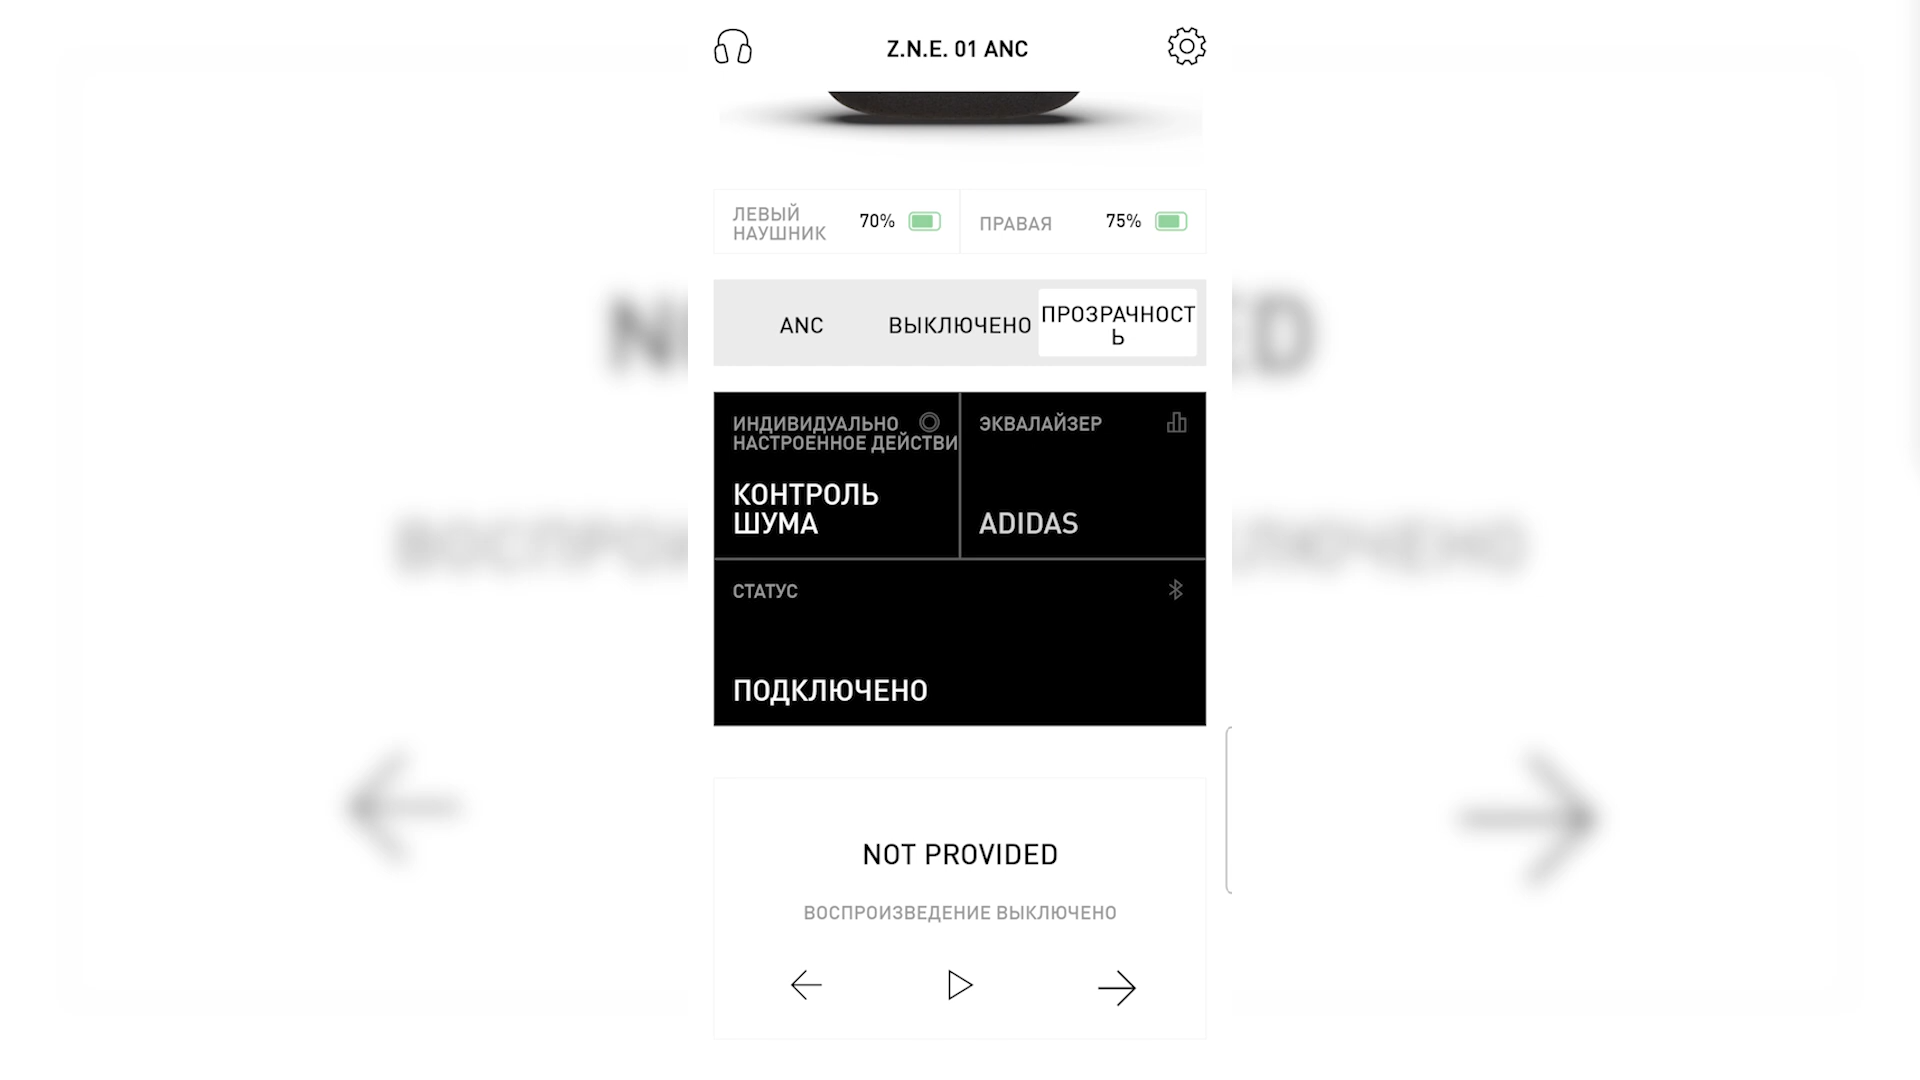 Z.N.E. 01 ANC
ЛЕВЫЙ
НАУШНИК
70%
ПРАВАЯ
75%
ANC
ВЫКЛЮЧЕНО
ПРОЗРАЧНОСТ
Ь
ИНДИВИДУАЛЬНО
НАСТРОЕННОЕ ДЕЙСТВИ
КОНТРОЛЬ
ШУМА
ЭКВАЛАЙЗЕР
ADIDAS
СТАТУС
ПОДКЛЮЧЕНО
NOT PROVIDED
ВОСПРОИЗВЕДЕНИЕ ВЫКЛЮЧЕНО